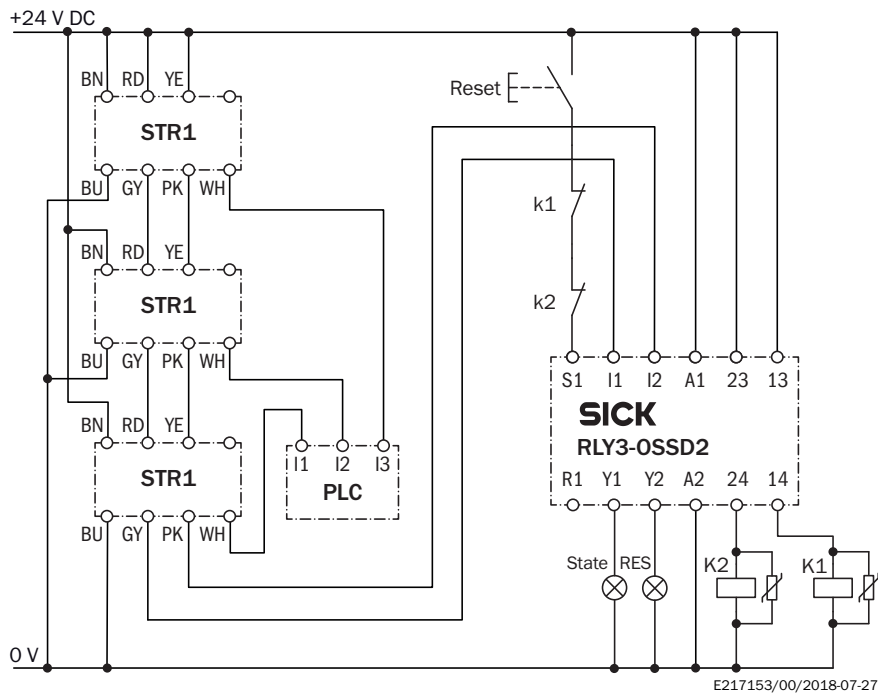 +24 V DC
BN RD YE
STR1
BU GY PK WH
BN RD YE
STR1
BU GY PK WH
BN RD YE
STR1
BU GY PK WH
I1 I2 I3
PLC
Reset
k1
k2
S1 I1 I2 A1 23 13
SICK
RLY3-OSSD2
R1 Y1 Y2 A2 24 14
State RES K2 K1
0 V
E217153/00/2018-07-27